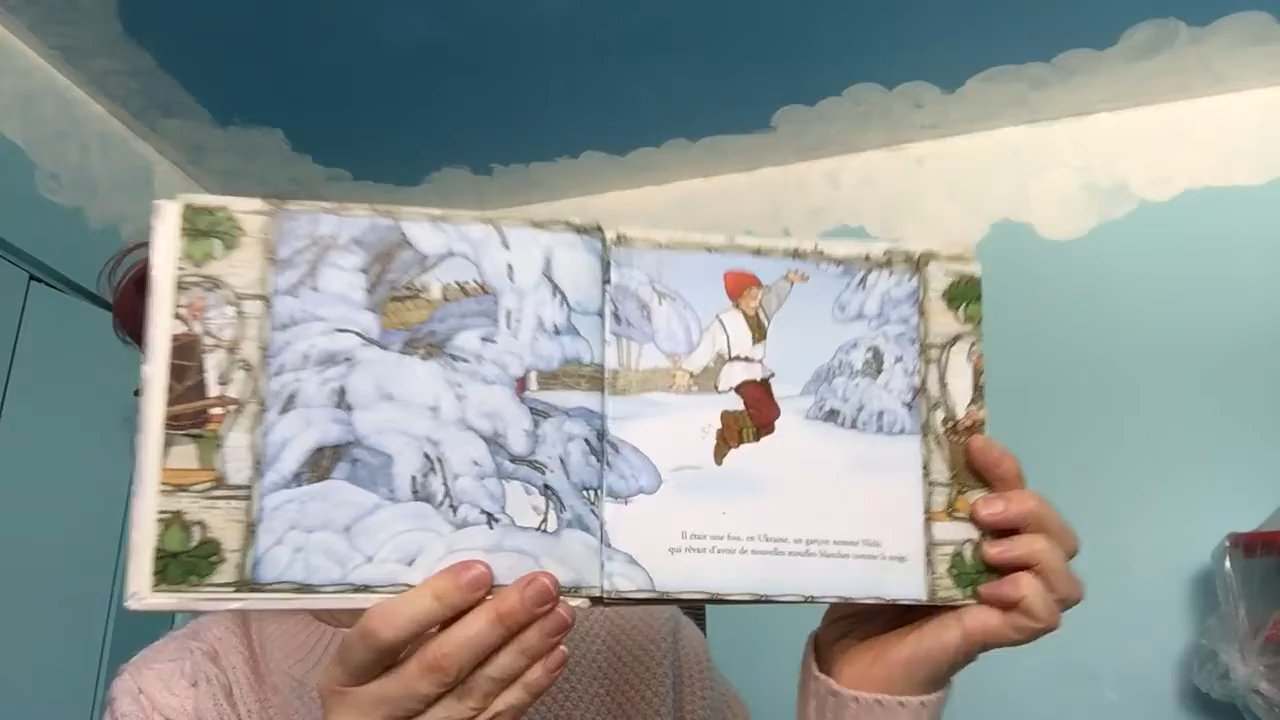 Il était une fois, en Ukraine, un garçon nommé Nicki
qui rêvait d'avoir de nouvelles moufles blanches comme la neige.